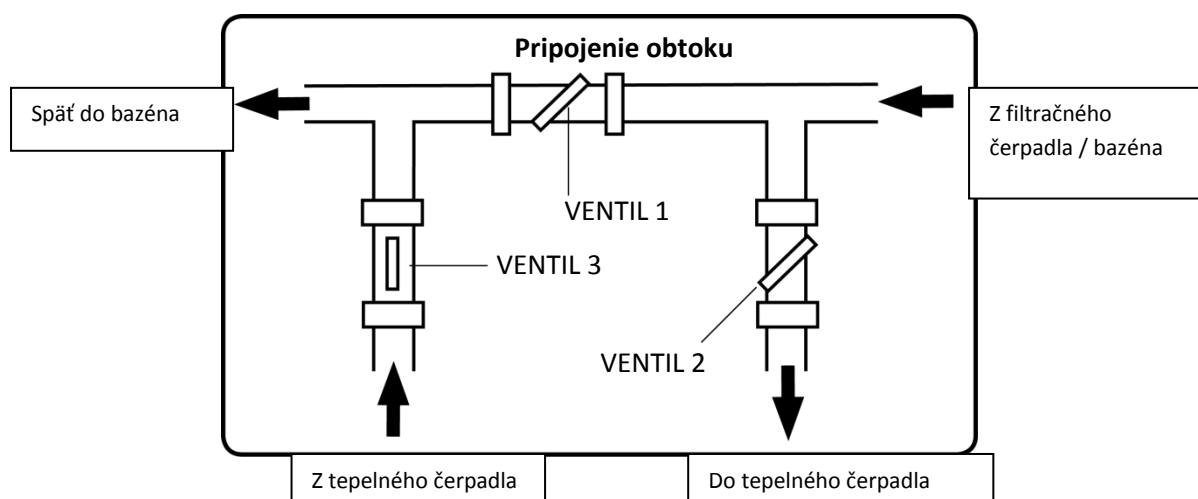 Pripojenie obtoku
Späť do bazéna
Z filtračného
čerpadla / bazéna
VENTIL 1
VENTIL 3
VENTIL 2
Z tepelného čerpadla
Do tepelného čerpadla